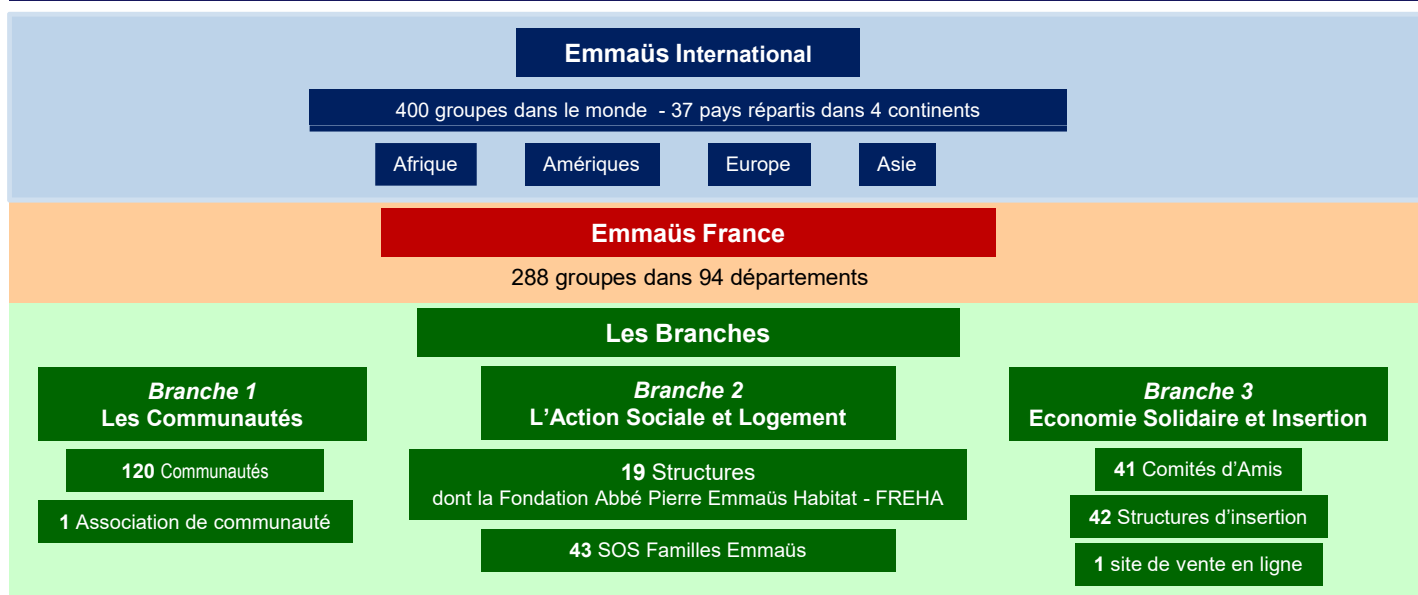 Emmaüs International
400 groupes dans le monde - 37 pays répartis dans 4 continents
Afrique
Amériques
Europe
Asie
Emmaüs France
288 groupes dans 94 départements
Les Branches
Branche 1
Les Communautés
120 Communautés
1 Association de communauté
Branche 2
L’Action Sociale et Logement
19 Structures
dont la Fondation Abbé Pierre Emmaüs Habitat - FREHA
43 SOS Familles Emmaüs
Branche 3
Economie Solidaire et Insertion
41 Comités d’Amis
42 Structures d’insertion
1 site de vente en ligne